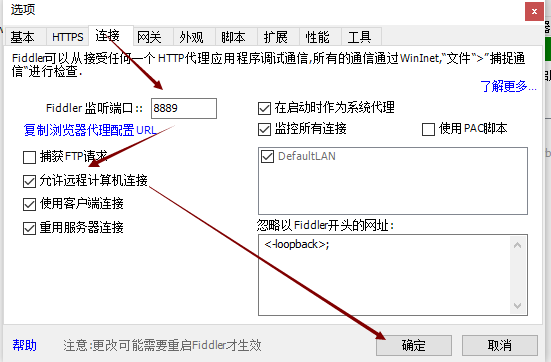 选项
基本 HTTPS 连接 网关 外观 脚本 扩展 性能 工具
Fiddler可以从接受任何一个HTTP代理应用程序调试通信,所有的通信通过WinInet,“文件“>”捕捉通
信“进行检查.
了解更多...
Fiddler 监听端口:: 8889
复制浏览器代理配置URL
捕获FTP请求
允许远程计算机连接
使用客户端连接
重用服务器连接
在启动时作为系统代理
监控所有连接 使用PAC脚本
DefaultLAN
忽略以Fiddler开头的网址:
<-loopback>;
帮助 注意:更改可能需要重启Fiddler才生效 确定 取消